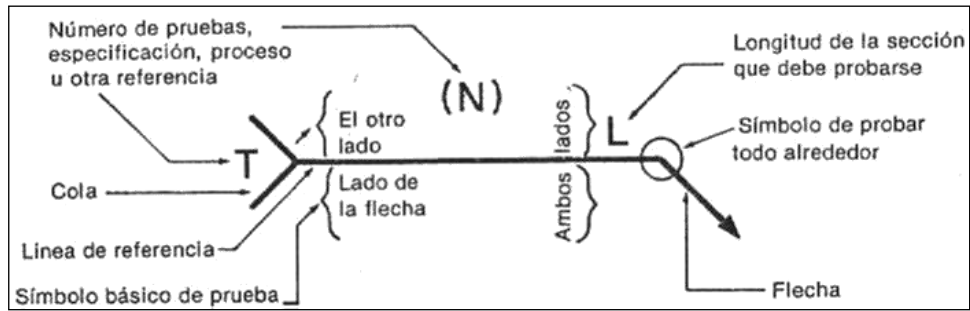 Número de pruebas,
especificación, proceso
u otra referencia
(N)
Longitud de la sección
que debe probarse
El otro
lado
Ambos lados
L
Símbolo de probar
todo alrededor
T
Cola
Lado de
la flecha
Linea de referencia
Símbolo básico de prueba
Flecha